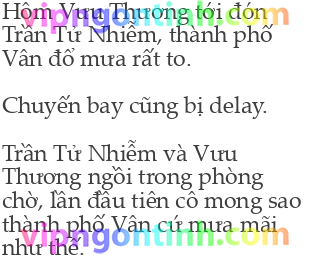 Hôm Vưu Thương tới đón
Trần Tử Nhiễm, thành phố
Vân đổ mưa rất to.
Chuyến bay cũng bị delay.
Trần Tử Nhiễm và Vưu
Thương ngồi trong phòng
chờ, lần đầu tiên cô mong sao
thành phố Vân cứ mưa mãi
như thế.
vipngontinh.com
vipngontinh.com